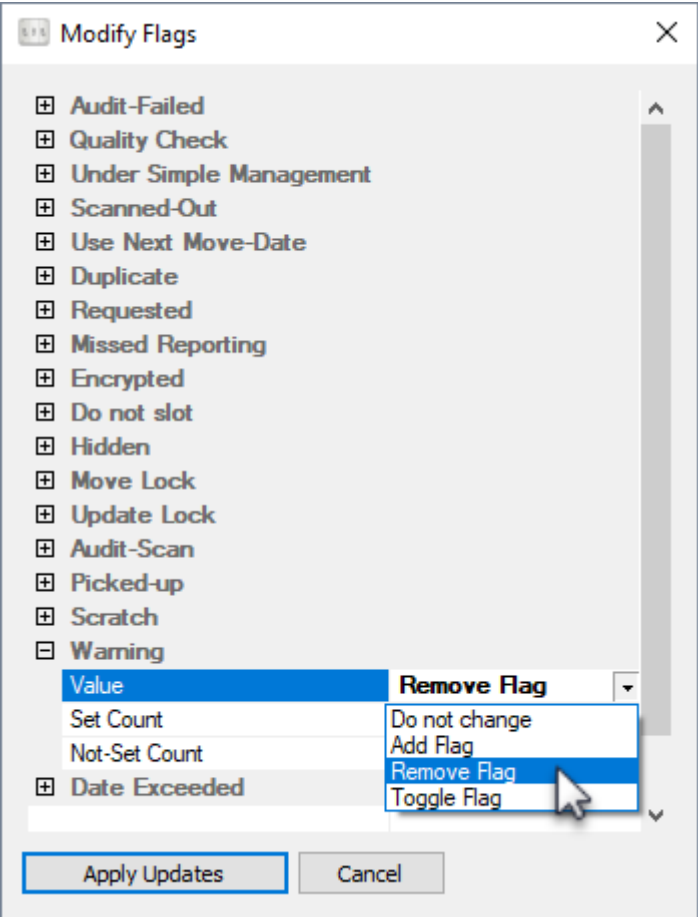 Modify Flags
Audit-Failed
Quality Check
Under Simple Management
Scanned-Out
Use Next Move-Date
Duplicate
Requested
Missed Reporting
Encrypted
Do not slot
Hidden
Move Lock
Update Lock
Audit-Scan
Picked-up
Scratch
Warning
Value Remove Flag
Set Count Do not change
Add Flag
Not-Set Count Remove Flag
Date Exceeded Toggle Flag
Apply Updates Cancel